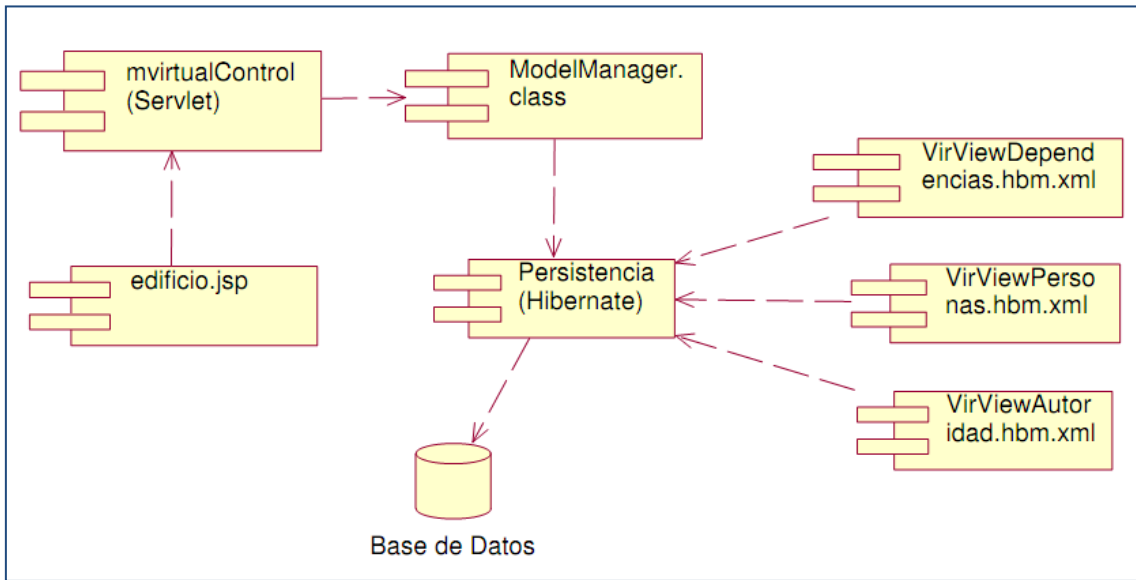 mvirtualControl
(Servlet)
ModelManager.
class
VirViewDepend
encias.hbm.xml
edificio.jsp
Persistencia
(Hibernate)
VirViewPerso
nas.hbm.xml
VirViewAutor
idad.hbm.xml
Base de Datos